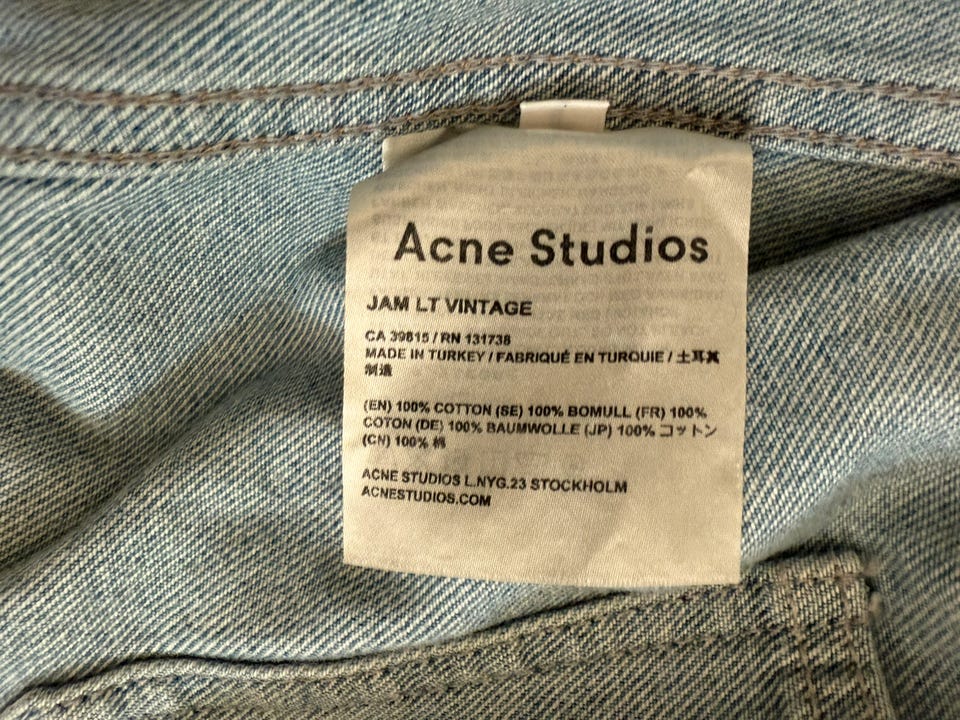 Acne Studios
JAM LT VINTAGE
CA 39815 / RN 131738
MADE IN TURKEY / FABRIQUÉ EN TURQUIE / 土耳其
制造
(EN) 100% COTTON (SE) 100% BOMULL (FR) 100%
COTON (DE) 100% BAUMWOLLE (JP) 100% コットン
(CN) 100% 棉
ACNE STUDIOS L.NYG.23 STOCKHOLM
ACNESTUDIOS.COM